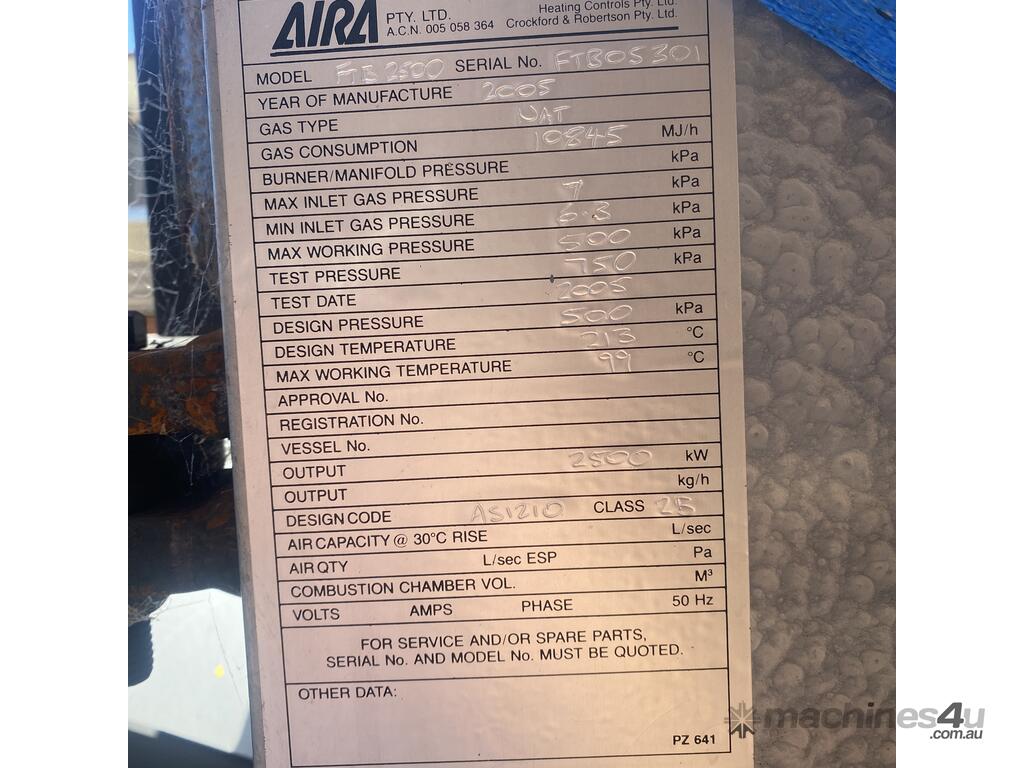 AIRA PTY. LTD. Heating Controls Pty. Ltd.
A.C.N. 005 058 364 Crockford & Robertson Pty. Ltd.
MODEL FTB 2500 SERIAL No. FTB05301
YEAR OF MANUFACTURE 2005
GAS TYPE NAT
GAS CONSUMPTION 10845 MJ/h
BURNER/MANIFOLD PRESSURE kPa
MAX INLET GAS PRESSURE 7 kPa
MIN INLET GAS PRESSURE 6.3 kPa
MAX WORKING PRESSURE 500 kPa
TEST PRESSURE 750 kPa
TEST DATE 2005
DESIGN PRESSURE 500 kPa
DESIGN TEMPERATURE 213 °C
MAX WORKING TEMPERATURE 99 °C
APPROVAL No.
REGISTRATION No.
VESSEL No.
OUTPUT 2500 kW
OUTPUT kg/h
DESIGN CODE AS1210 CLASS 2B
AIR CAPACITY @ 30°C RISE L/sec
AIR QTY L/sec ESP Pa
COMBUSTION CHAMBER VOL. M³
VOLTS AMPS PHASE 50 Hz
FOR SERVICE AND/OR SPARE PARTS,
SERIAL No. AND MODEL No. MUST BE QUOTED.
OTHER DATA:
PZ 641
machines4u
.com.au